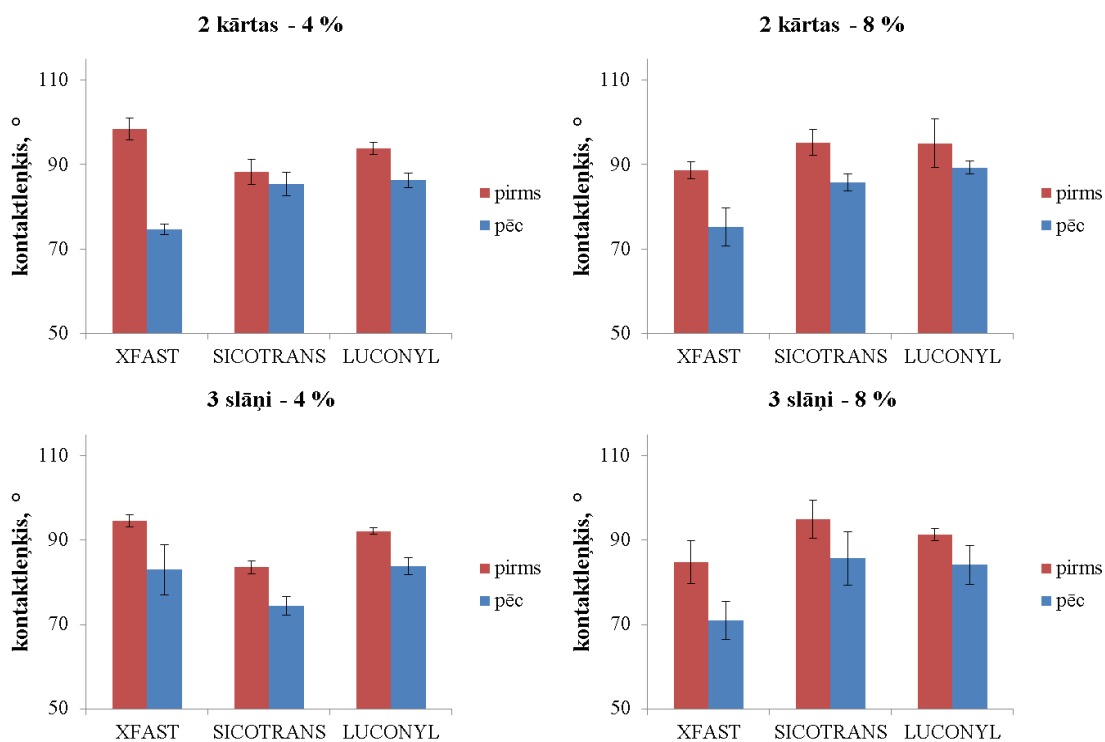 2 kārtas - 4 %
kontaktleņķis, °
110
90
70
50
XFAST SICOTRANS LUCONYL
pirms
pēc
2 kārtas - 8 %
kontaktleņķis, °
110
90
70
50
XFAST SICOTRANS LUCONYL
pirms
pēc
3 slāņi - 4 %
kontaktleņķis, °
110
90
70
50
XFAST SICOTRANS LUCONYL
pirms
pēc
3 slāņi - 8 %
kontaktleņķis, °
110
90
70
50
XFAST SICOTRANS LUCONYL
pirms
pēc